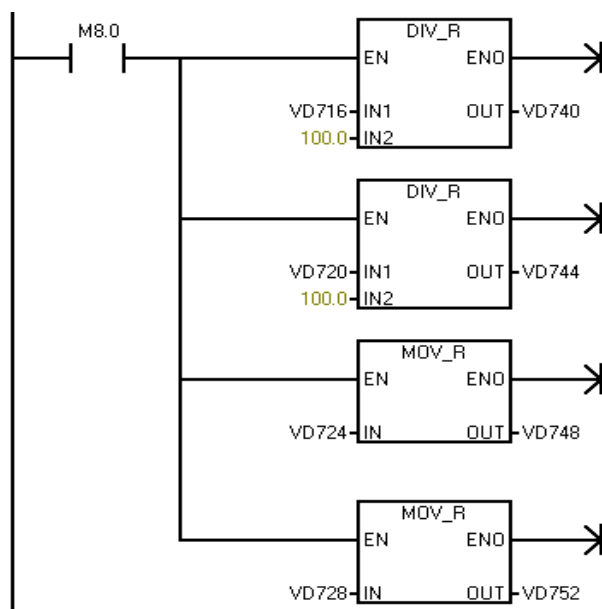 M8.0
DIV_R
EN ENO
VD716 IN1 OUT VD740
100.0 IN2
DIV_R
EN ENO
VD720 IN1 OUT VD744
100.0 IN2
MOV_R
EN ENO
VD724 IN OUT VD748
MOV_R
EN ENO
VD728 IN OUT VD752